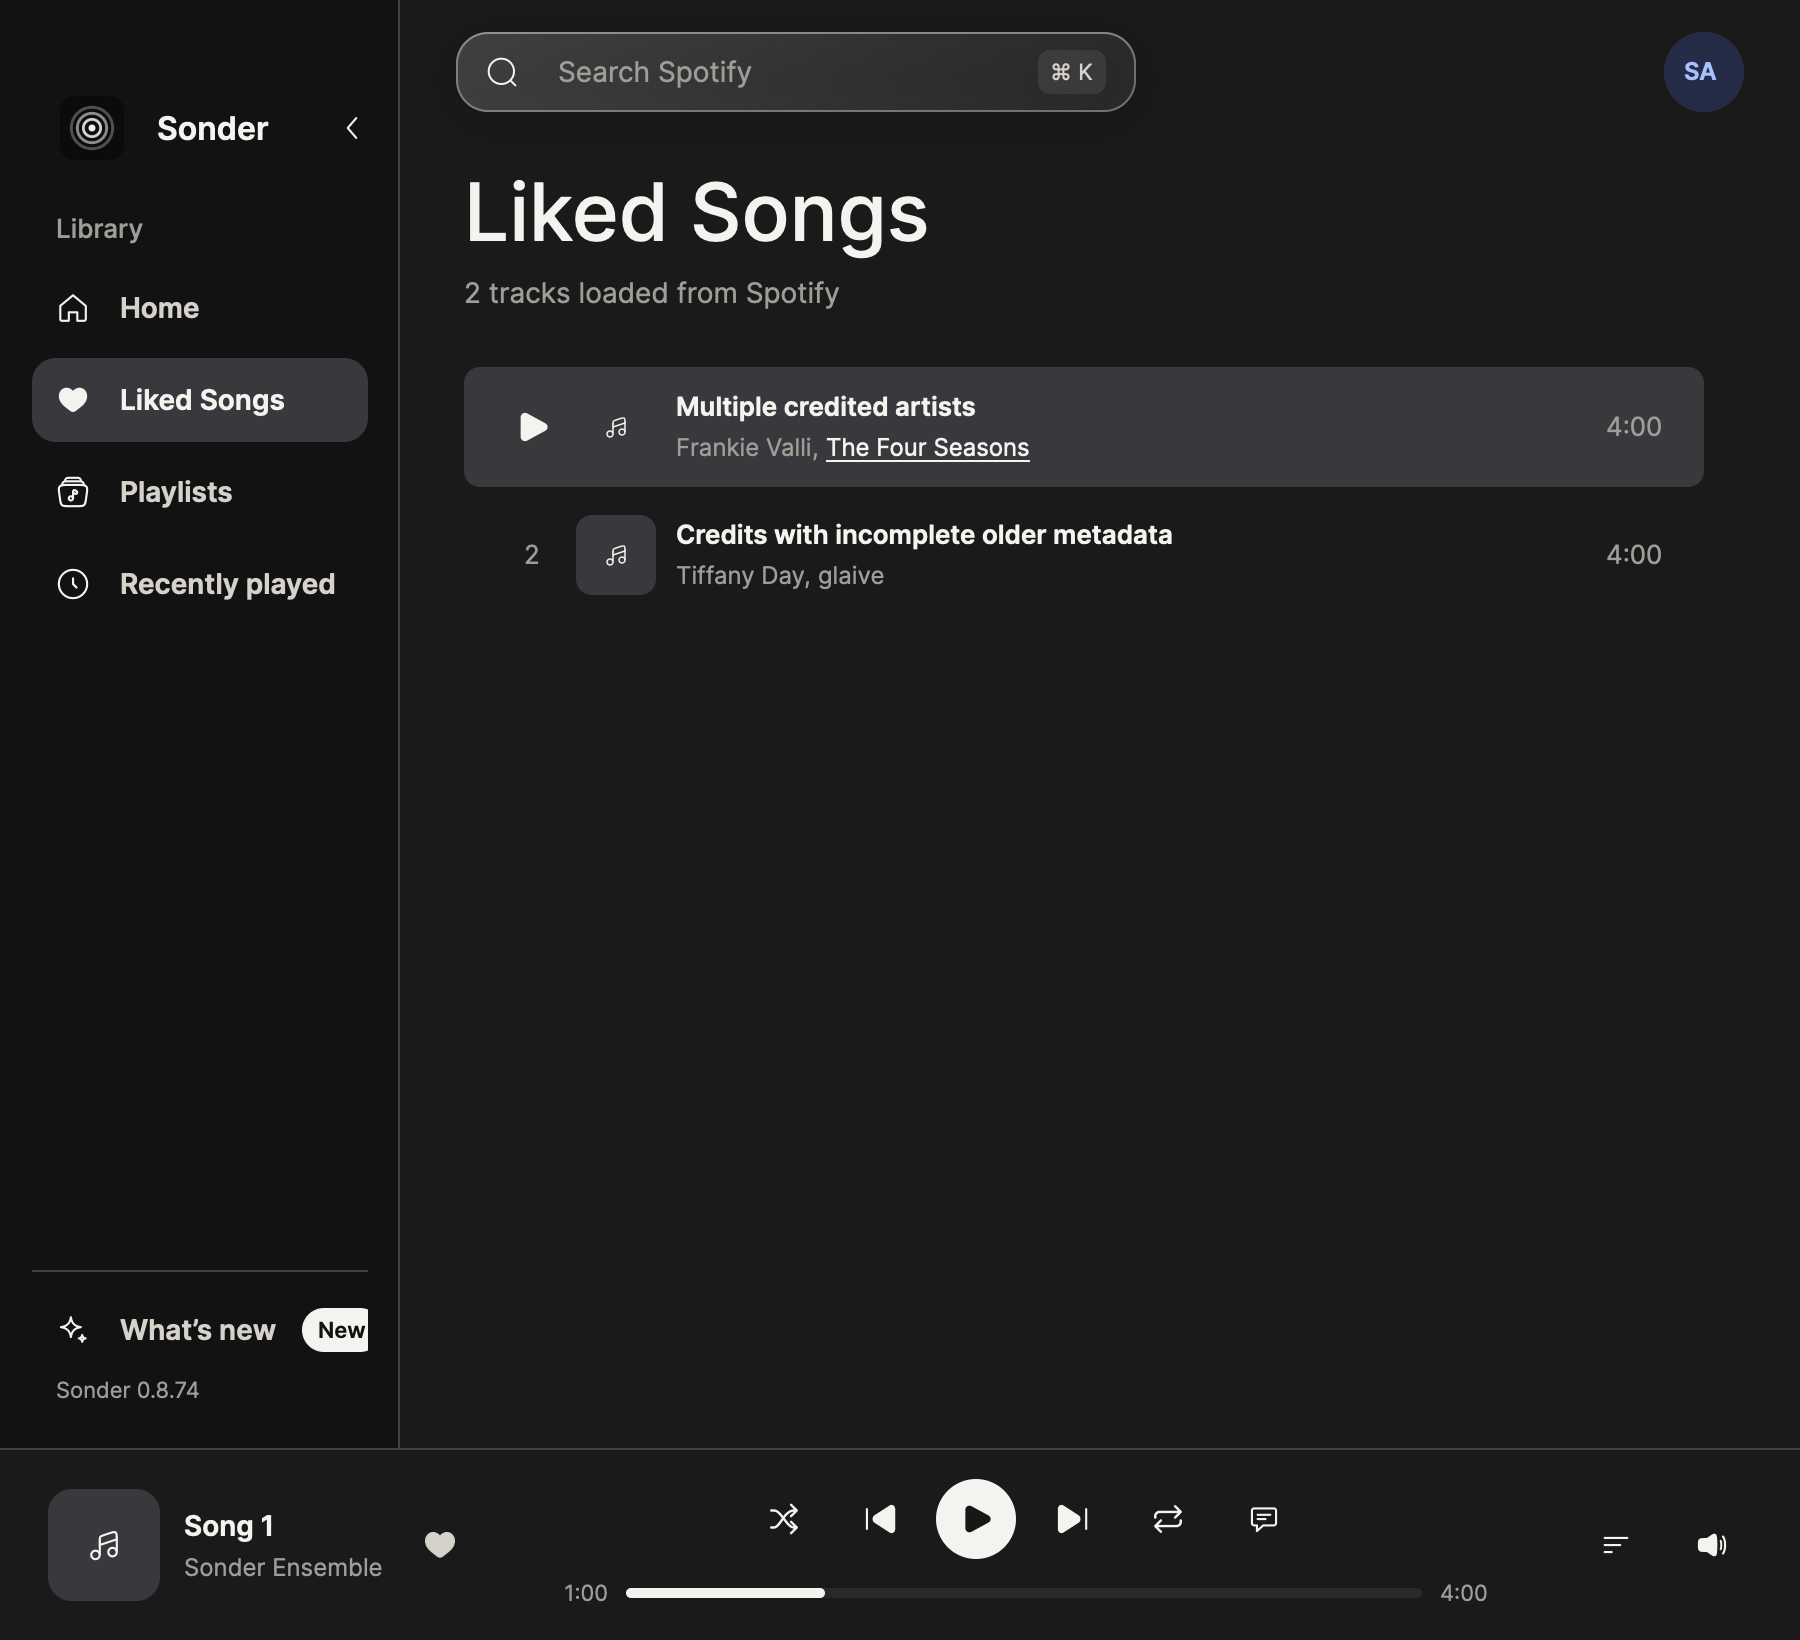 Sonder
Library
Home
Liked Songs
Playlists
Recently played
What's new New
Sonder 0.8.74
Search Spotify ⌘ K
SA
Liked Songs
2 tracks loaded from Spotify
Multiple credited artists
Frankie Valli, The Four Seasons
4:00
2
Credits with incomplete older metadata
Tiffany Day, glaive
4:00
Song 1
Sonder Ensemble
1:00
4:00